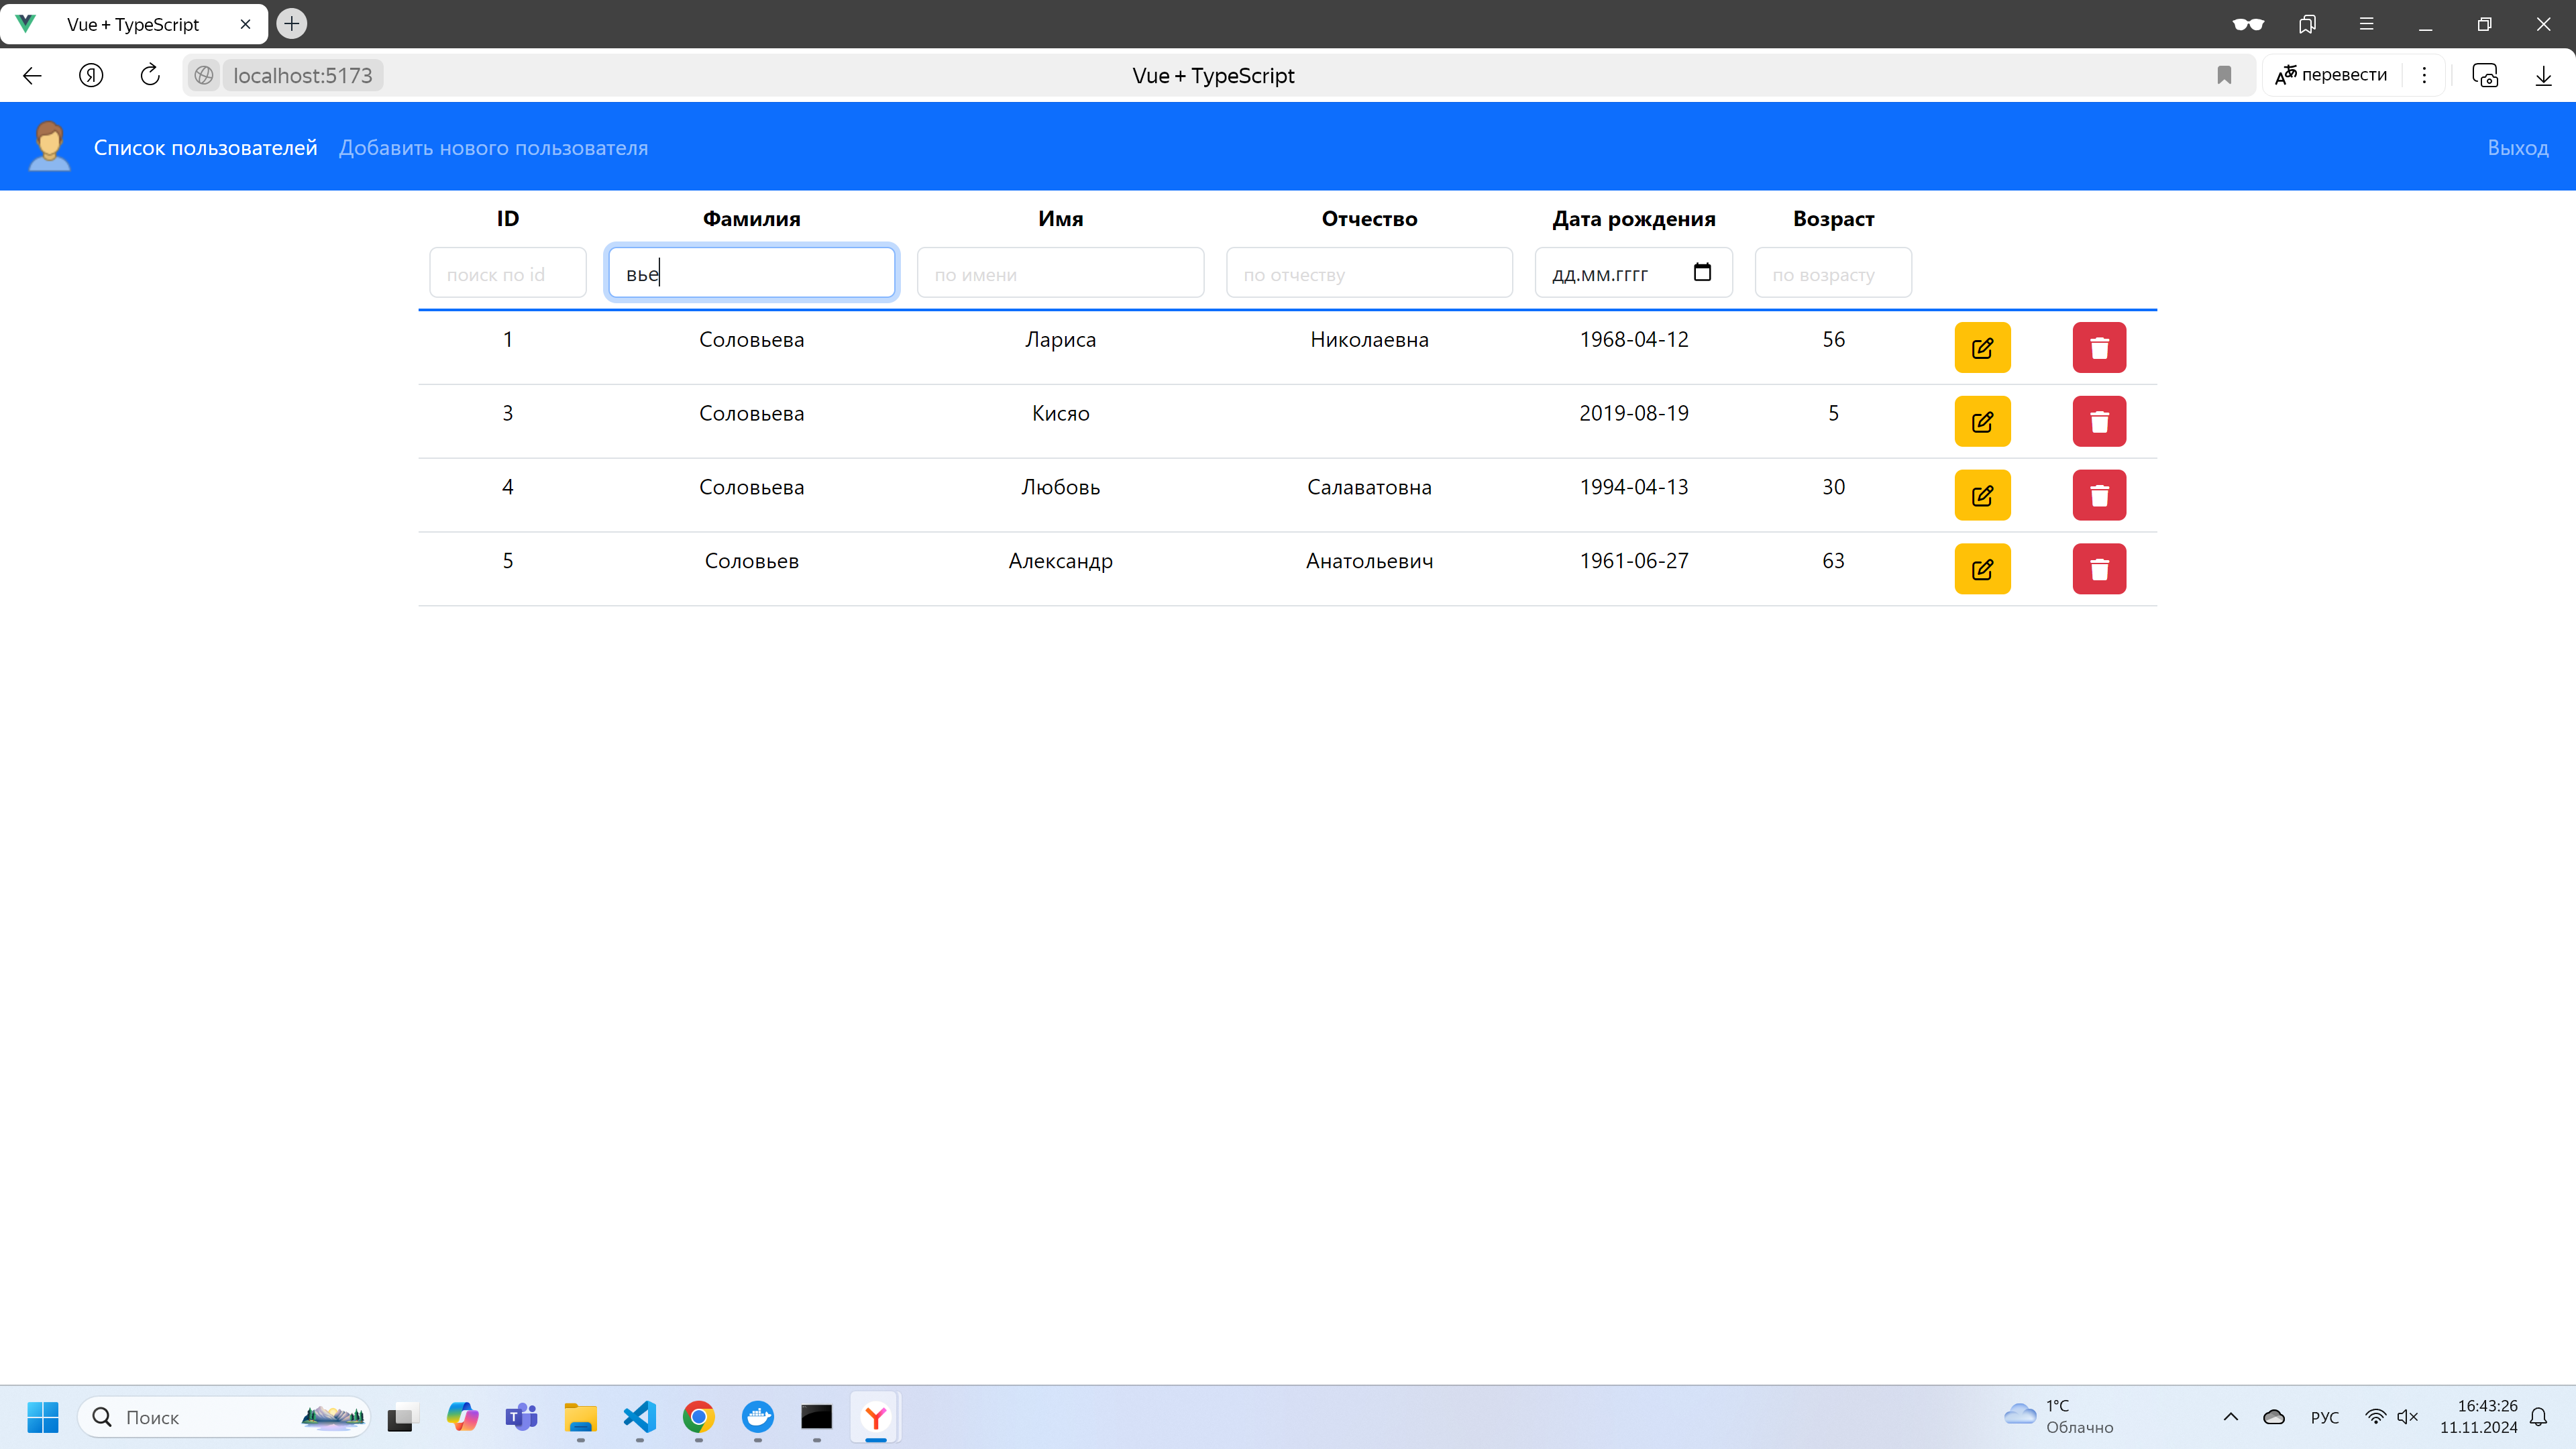 Vue + TypeScript
localhost:5173 Vue + TypeScript перевести
Список пользователей Добавить нового пользователя Выход
ID Фамилия Имя Отчество Дата рождения Возраст
поиск по id вье по имени по отчеству дд.мм.гггг по возрасту
1 Соловьева Лариса Николаевна 1968-04-12 56
3 Соловьева Кисяо 2019-08-19 5
4 Соловьева Любовь Салаватовна 1994-04-13 30
5 Соловьев Александр Анатольевич 1961-06-27 63
1°C 16:43:26
Поиск РУС
Облачно 11.11.2024